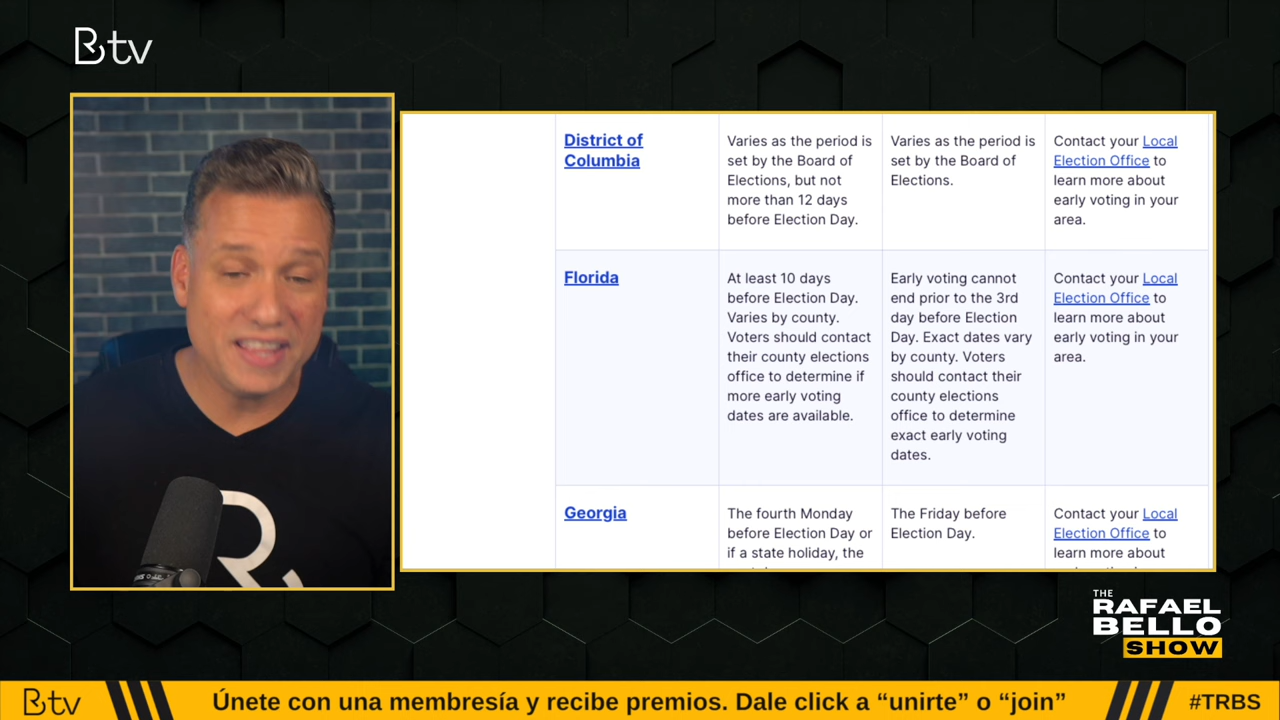 Btv
District of
Columbia
Varies as the period is
set by the Board of
Elections, but not
more than 12 days
before Election Day.
Varies as the period is
set by the Board of
Elections.
Contact your Local
Election Office to
learn more about
early voting in your
area.
Florida
At least 10 days
before Election Day.
Varies by county.
Voters should contact
their county elections
office to determine if
more early voting
dates are available.
Early voting cannot
end prior to the 3rd
day before Election
Day. Exact dates vary
by county. Voters
should contact their
county elections
office to determine
exact early voting
dates.
Contact your Local
Election Office to
learn more about
early voting in your
area.
Georgia
The fourth Monday
before Election Day or
if a state holiday, the
The Friday before
Election Day.
Contact your Local
Election Office to
learn more about
R
THE
RAFAEL
BELLO
SHOW
Btv
Únete con una membresía y recibe premios. Dale click a “unirte” o “join”
#TRBS